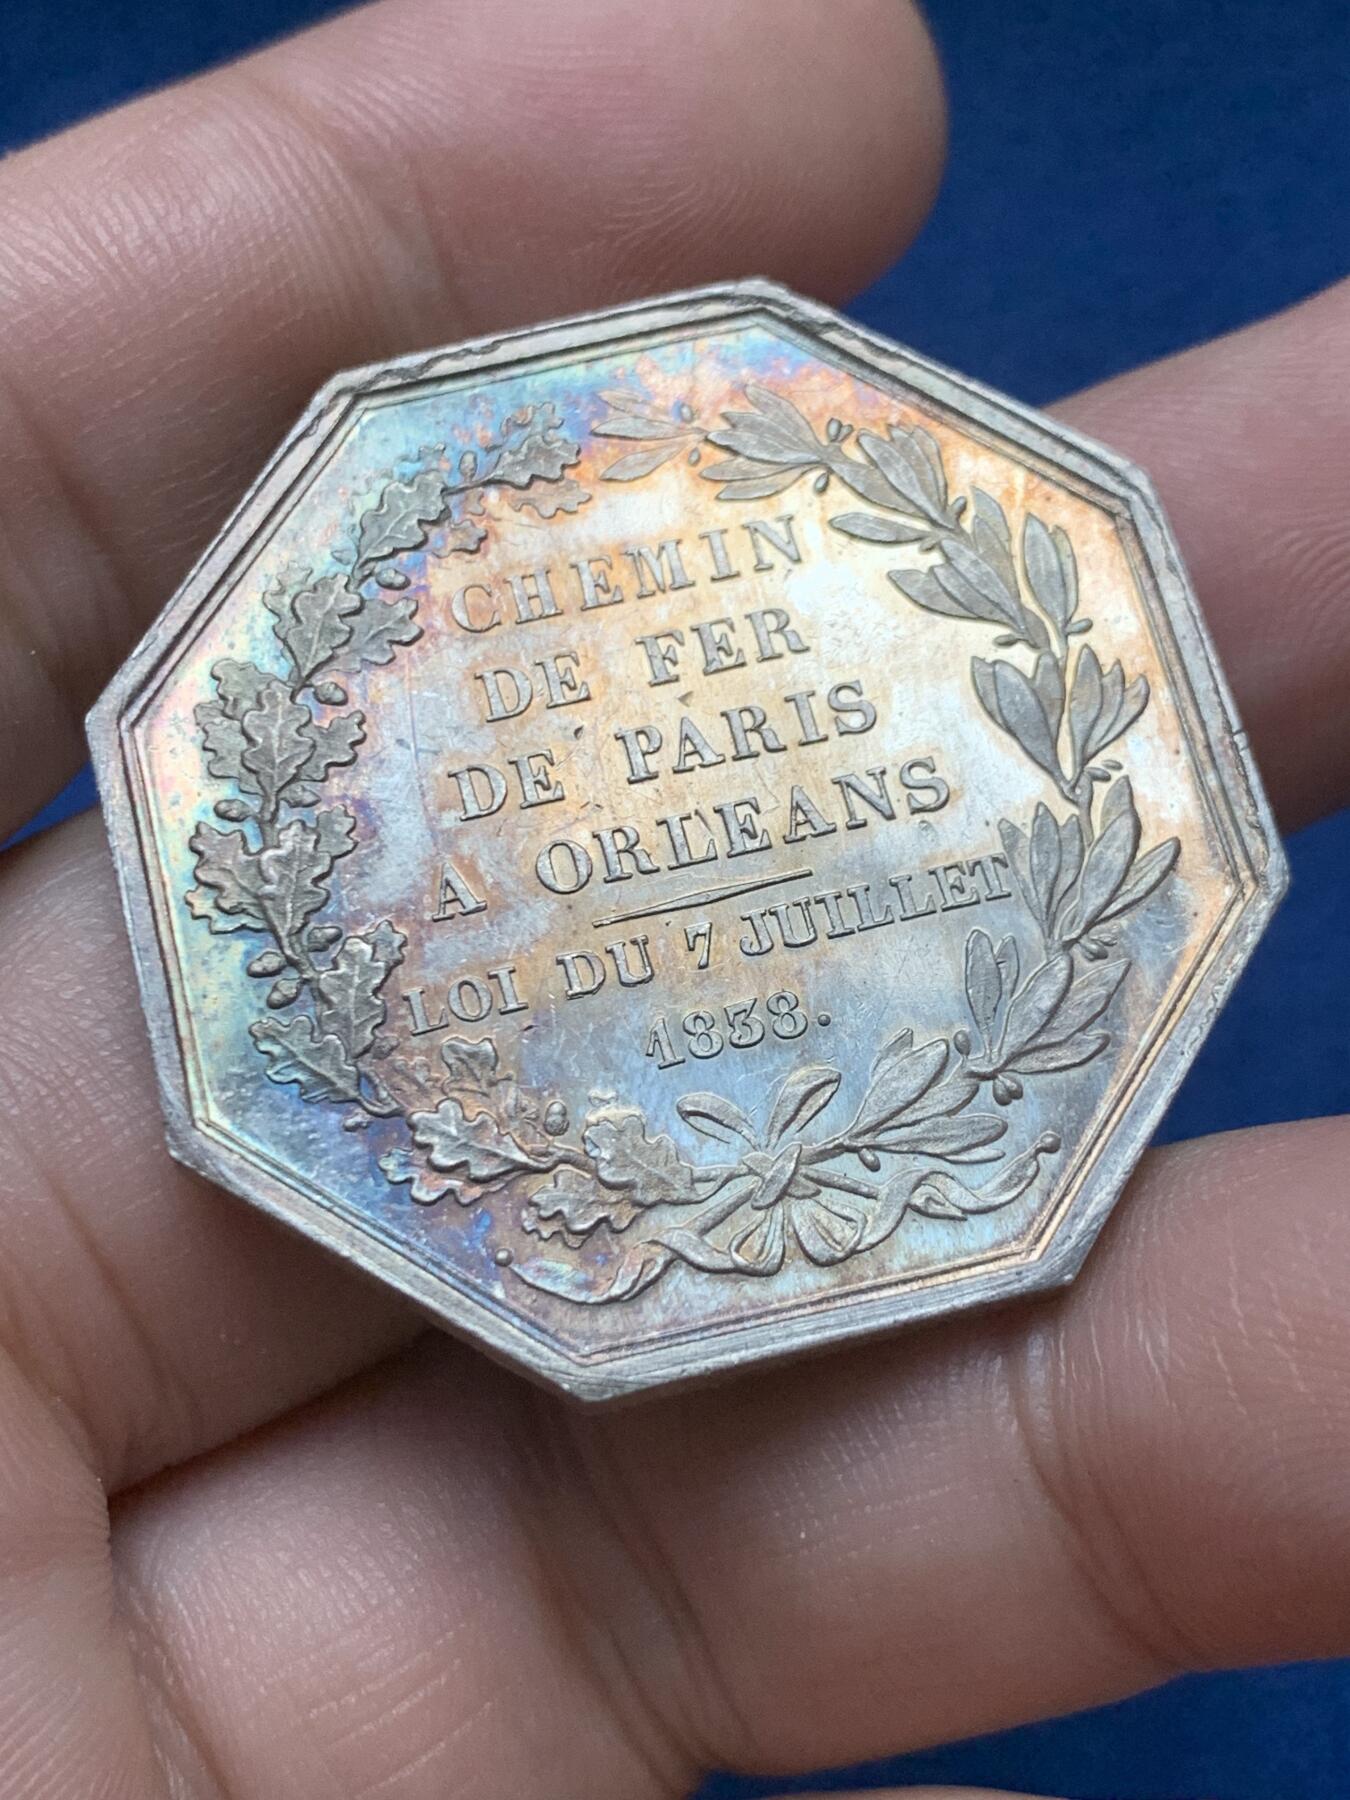 CHEMIN
DE FER
DE PARIS
A ORLEANS
LOI DU 7 JUILLET
1838.